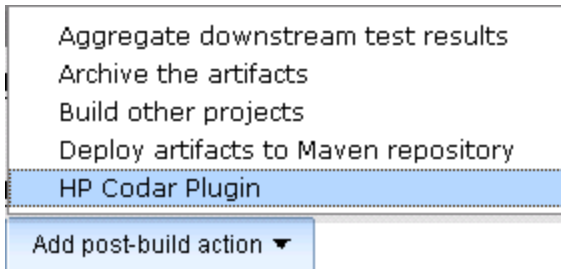 Aggregate downstream test results
Archive the artifacts
Build other projects
Deploy artifacts to Maven repository
HP Codar Plugin
Add post-build action